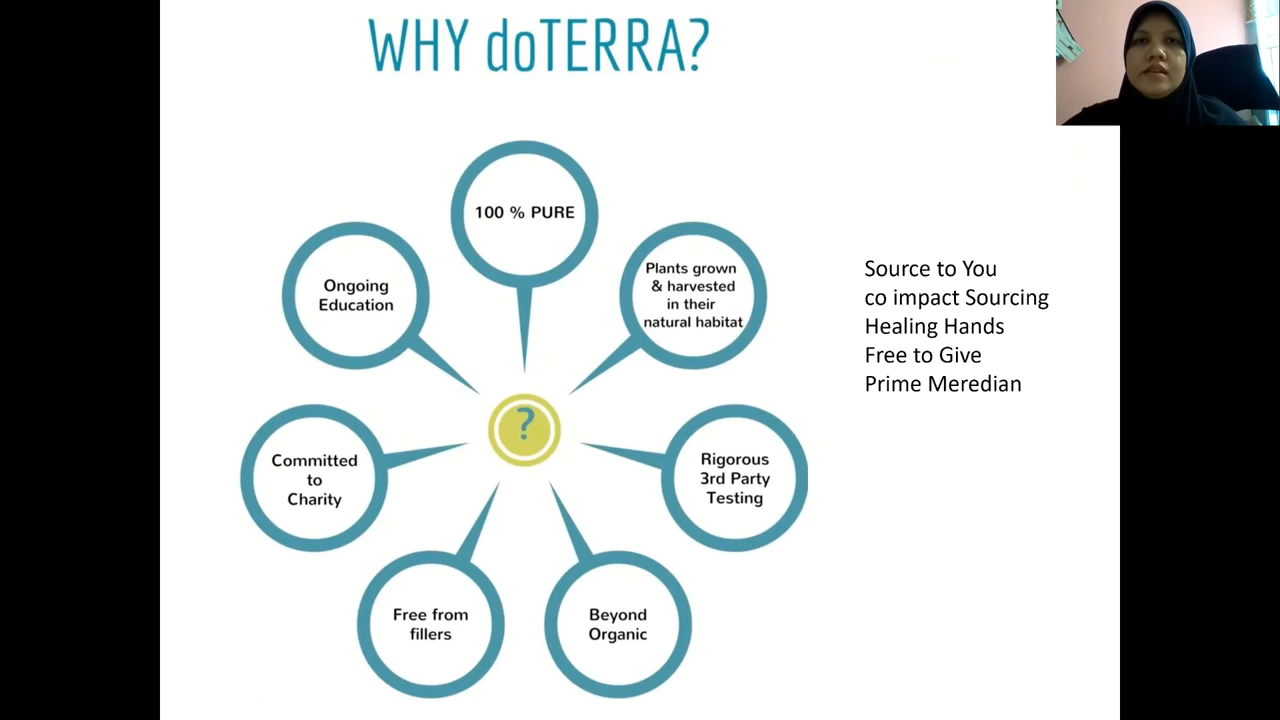 WHY doTERRA?
100 % PURE
Plants grown
& harvested
in their
natural habitat
Rigorous
3rd Party
Testing
Beyond
Organic
Free from
fillers
Committed
to
Charity
Ongoing
Education
?
Source to You
co impact Sourcing
Healing Hands
Free to Give
Prime Meredian